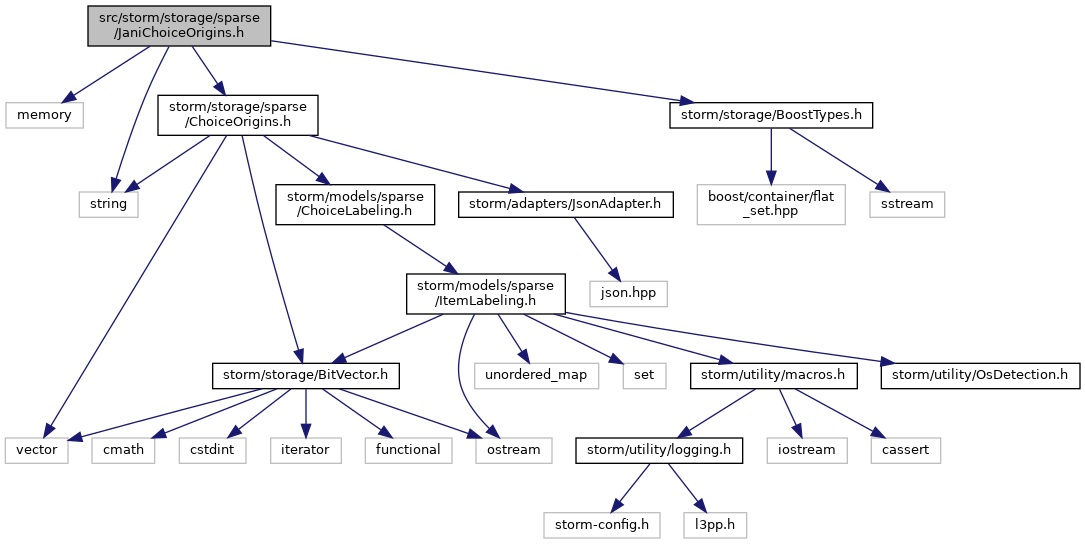 src/storm/storage/sparse
/JaniChoiceOrigins.h
memory
storm/storage/sparse
/ChoiceOrigins.h
storm/storage/BoostTypes.h
string
storm/models/sparse
/ChoiceLabeling.h
storm/adapters/JsonAdapter.h
boost/container/flat
_set.hpp
sstream
storm/models/sparse
/ItemLabeling.h
json.hpp
storm/storage/BitVector.h
unordered_map
set
storm/utility/macros.h
storm/utility/OsDetection.h
vector
cmath
cstdint
iterator
functional
ostream
storm/utility/logging.h
iostream
cassert
storm-config.h
l3pp.h